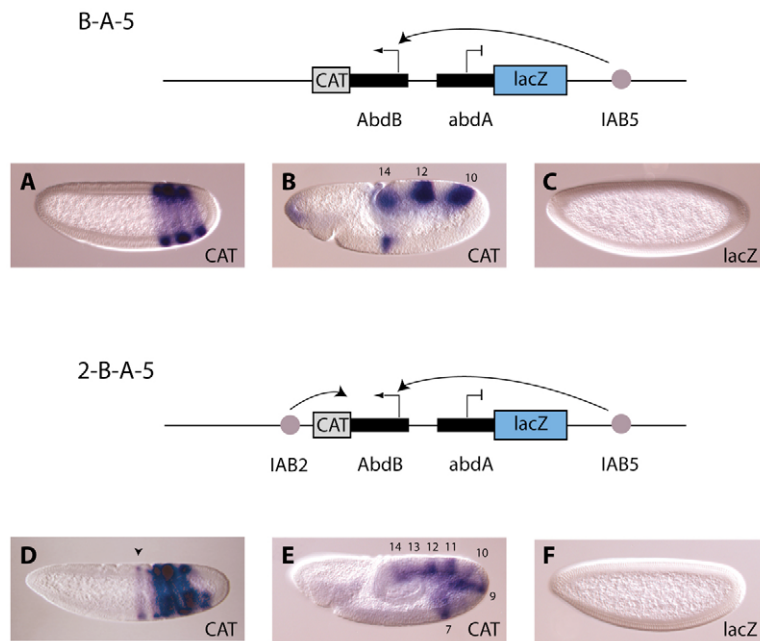 B-A-5
CAT
lacZ
AbdB
abdA
IAB5
A
CAT
B
14
12
10
CAT
C
lacZ
2-B-A-5
CAT
lacZ
IAB2
AbdB
abdA
IAB5
D
CAT
E
14
13
12
11
10
9
7
CAT
F
lacZ